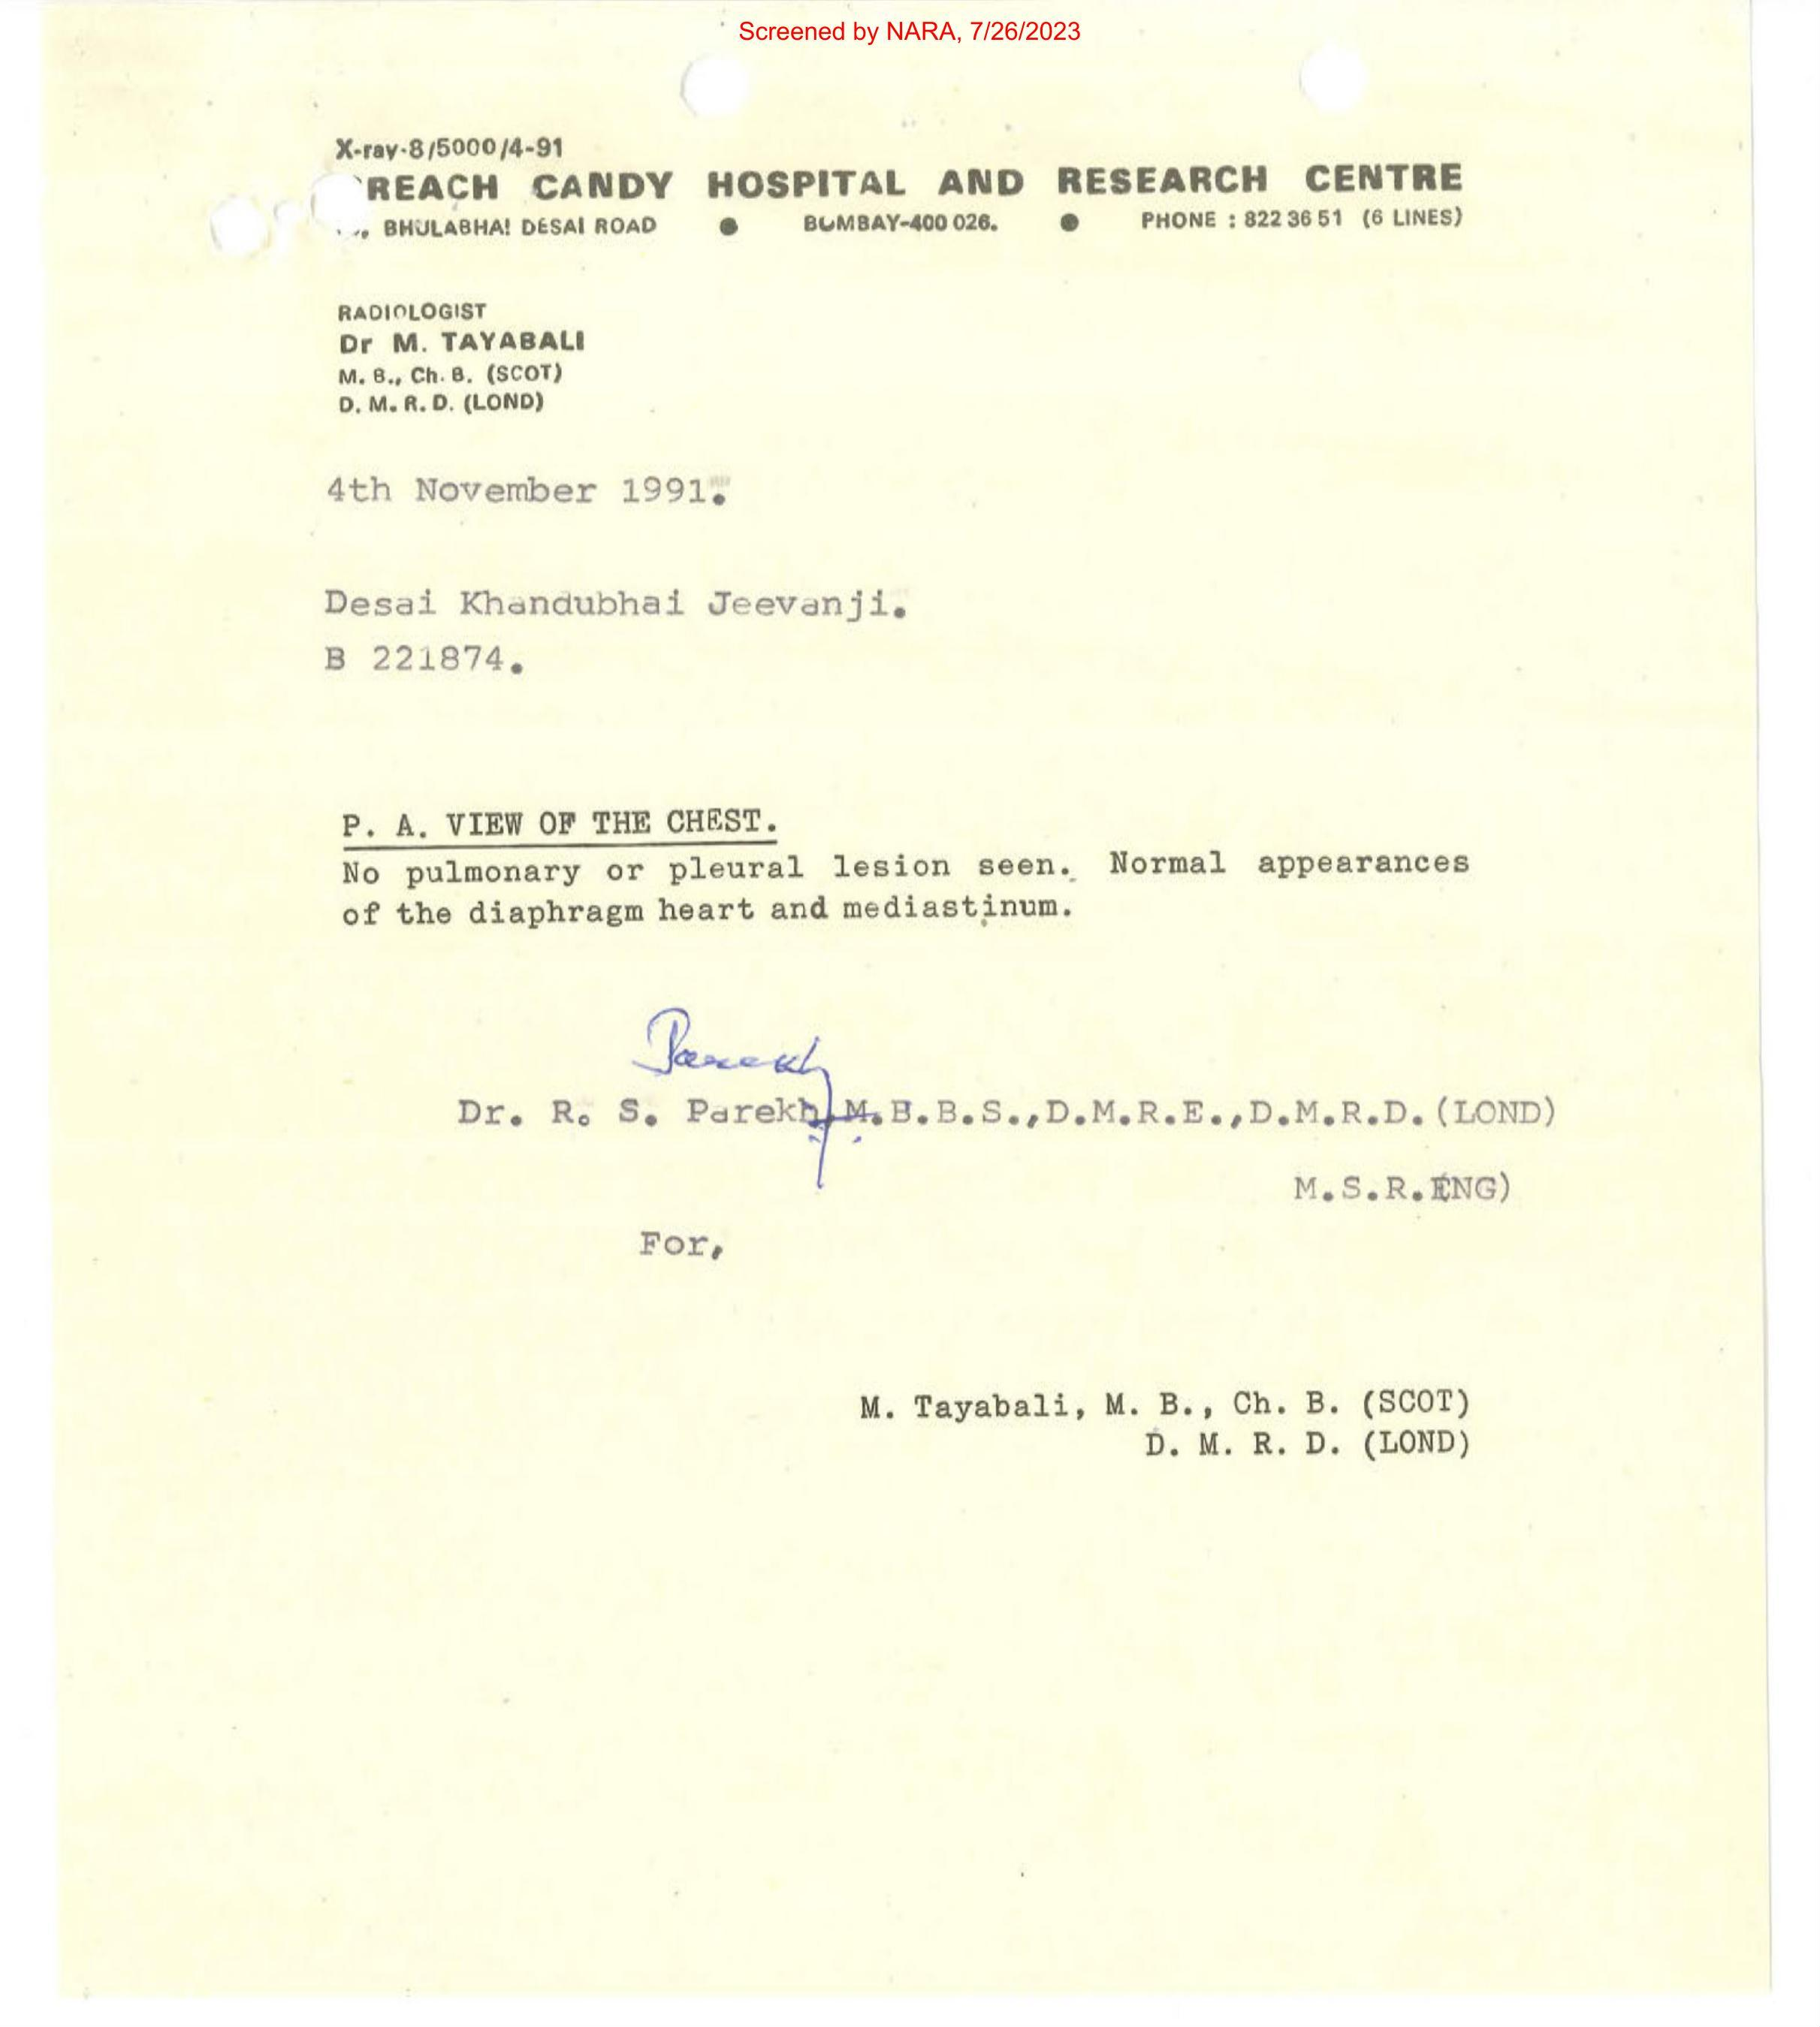 Screened by NARA, 7/26/2023
X-ray-8/5000/4-91
REACH CANDY HOSPITAL AND RESEARCH CENTRE
BHULABHAI DESAI ROAD ● BOMBAY-400 026. ● PHONE : 822 36 51 (6 LINES)
RADIOLOGIST
Dr M. TAYABALI
M. B., Ch. B. (SCOT)
D. M. R. D. (LOND)
4th November 1991.
Desai Khandubhai Jeevanji.
B 221874.
P. A. VIEW OF THE CHEST.
No pulmonary or pleural lesion seen. Normal appearances
of the diaphragm heart and mediastinum.
Parekh
Dr. R. S. Parekh, M.B.B.S.,D.M.R.E.,D.M.R.D.(LOND)
M.S.R.ENG)
For,
M. Tayabali, M. B., Ch. B. (SCOT)
D. M. R. D. (LOND)